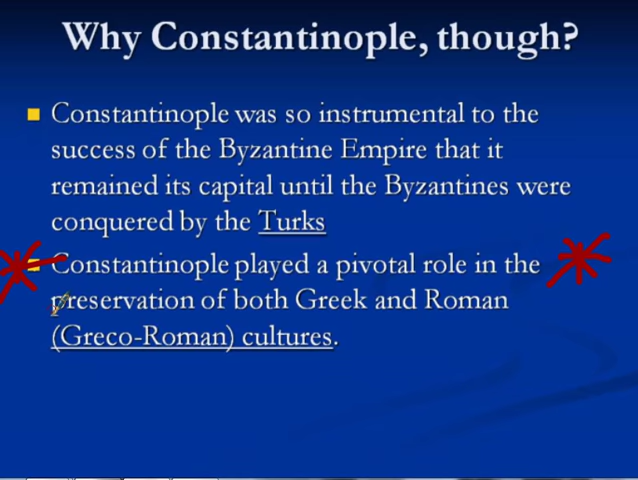 Why Constantinople, though?
Constantinople was so instrumental to the
success of the Byzantine Empire that it
remained its capital until the Byzantines were
conquered by the Turks
Constantinople played a pivotal role in the
preservation of both Greek and Roman
(Greco-Roman) cultures.